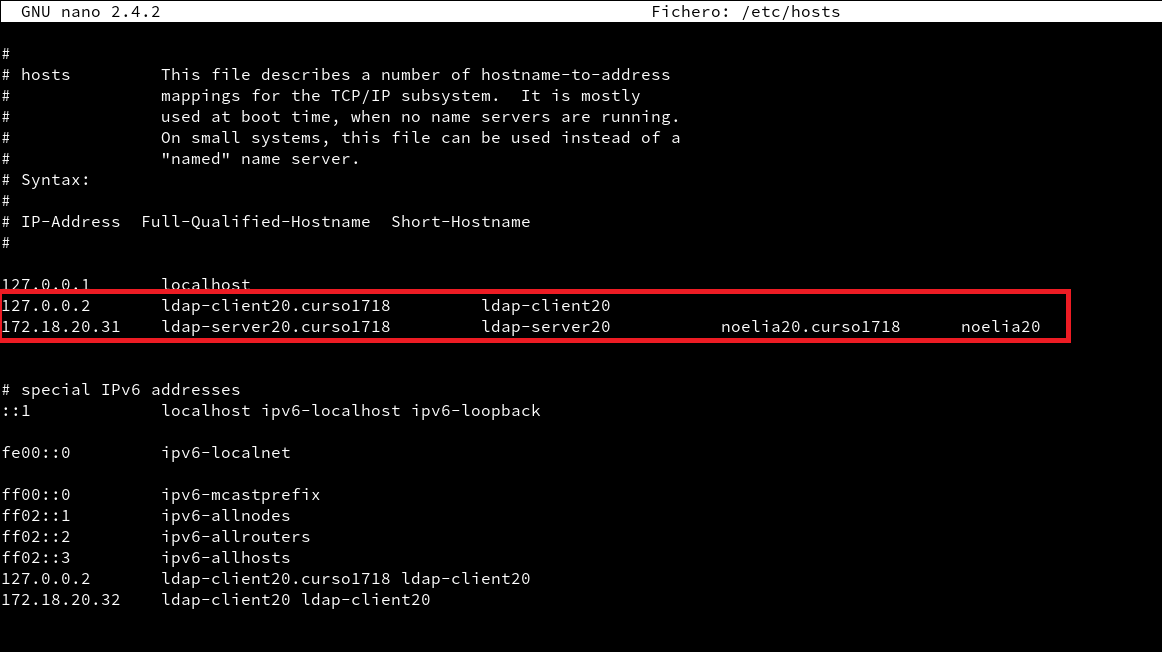 GNU nano 2.4.2 Fichero: /etc/hosts
#
# hosts This file describes a number of hostname-to-address
# mappings for the TCP/IP subsystem. It is mostly
# used at boot time, when no name servers are running.
# On small systems, this file can be used instead of a
# "named" name server.
# Syntax:
#
# IP-Address Full-Qualified-Hostname Short-Hostname
#
127.0.0.1 localhost
127.0.0.2 ldap-client20.curso1718 ldap-client20
172.18.20.31 ldap-server20.curso1718 ldap-server20 noelia20.curso1718 noelia20
# special IPv6 addresses
::1 localhost ipv6-localhost ipv6-loopback
fe00::0 ipv6-localnet
ff00::0 ipv6-mcastprefix
ff02::1 ipv6-allnodes
ff02::2 ipv6-allrouters
ff02::3 ipv6-allhosts
127.0.0.2 ldap-client20.curso1718 ldap-client20
172.18.20.32 ldap-client20 ldap-client20